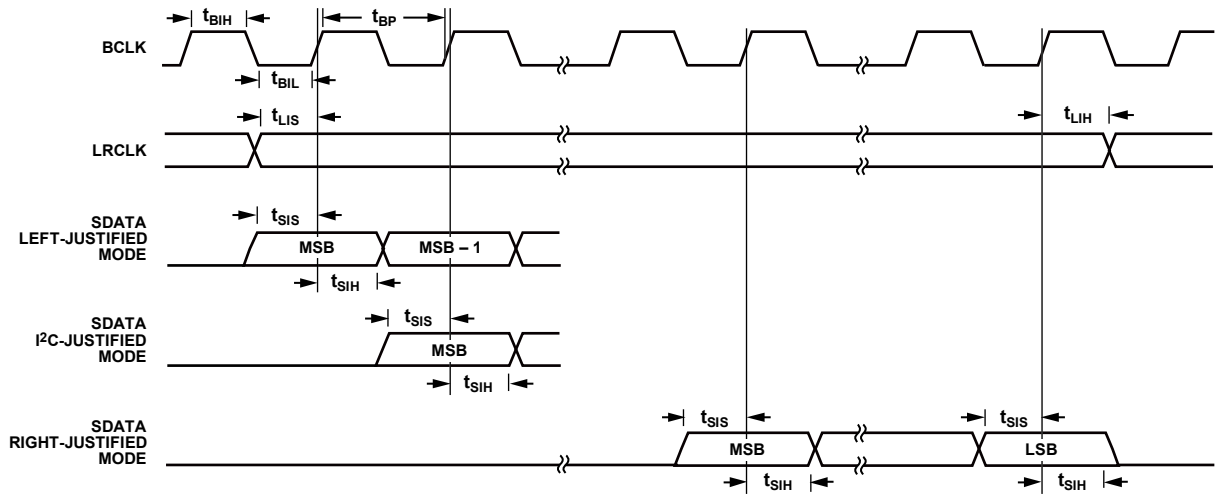 tBIH
tBP
BCLK
tBIL
tLIS
tLIH
LRCLK
tSIS
SDATA
LEFT-JUSTIFIED
MODE
MSB
MSB – 1
tSIH
SDATA
I2C-JUSTIFIED
MODE
tSIS
MSB
tSIH
SDATA
RIGHT-JUSTIFIED
MODE
tSIS
tSIS
MSB
LSB
tSIH
tSIH